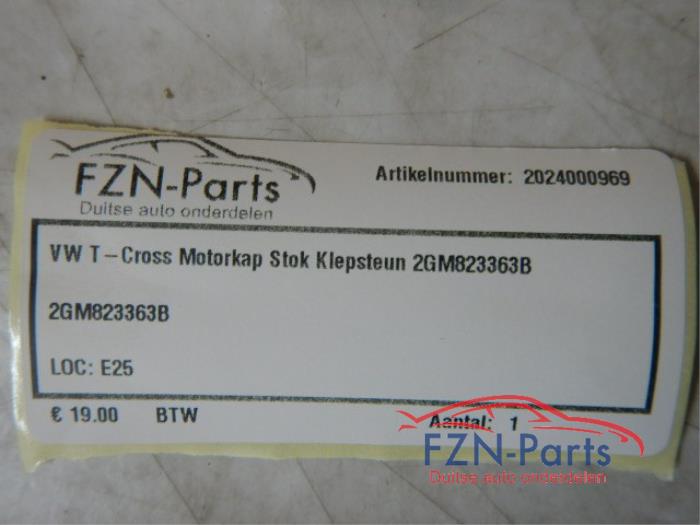 FZN-Parts
Duitse auto onderdelen
Artikelnummer: 2024000969
VW T-Cross Motorkap Stok Klepsteun 2GM823363B
2GM823363B
LOC: E25
€ 19.00 BTW
Aantal: 1
FZN-Parts
Duitse auto onderdelen